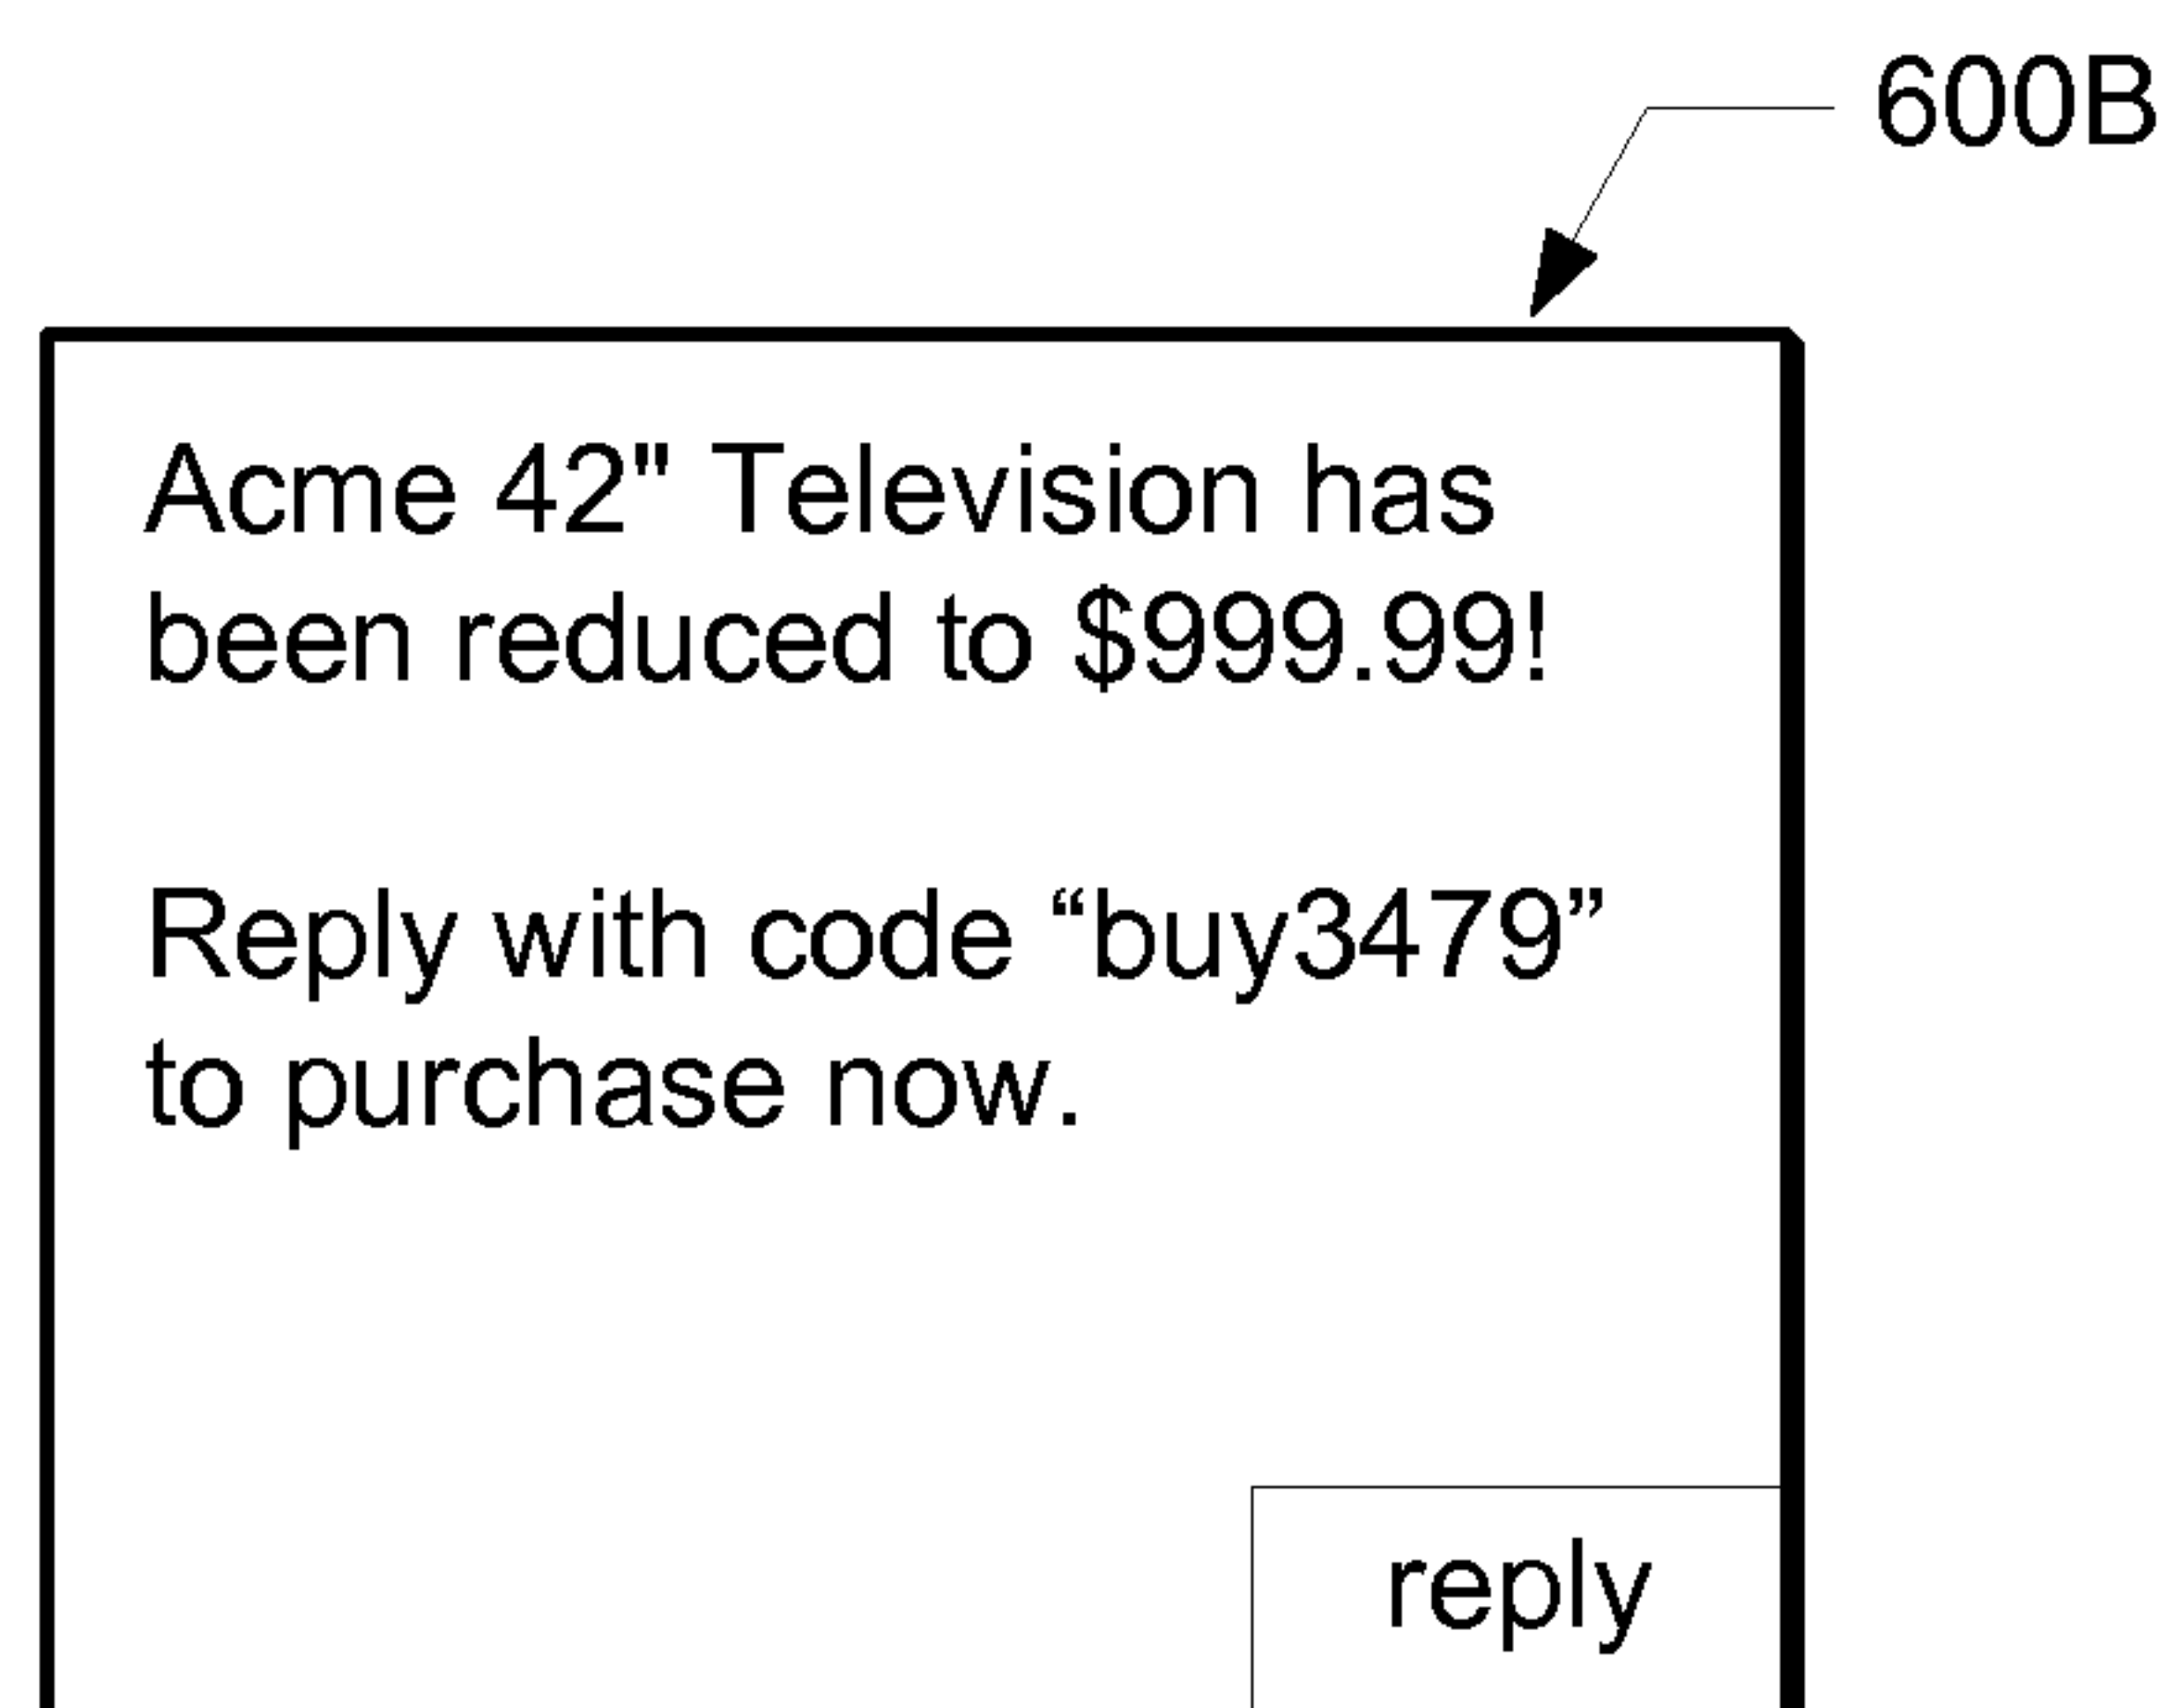 600B
Acme 42" Television has
been reduced to $999.99!
Reply with code “buy3479”
to purchase now.
reply